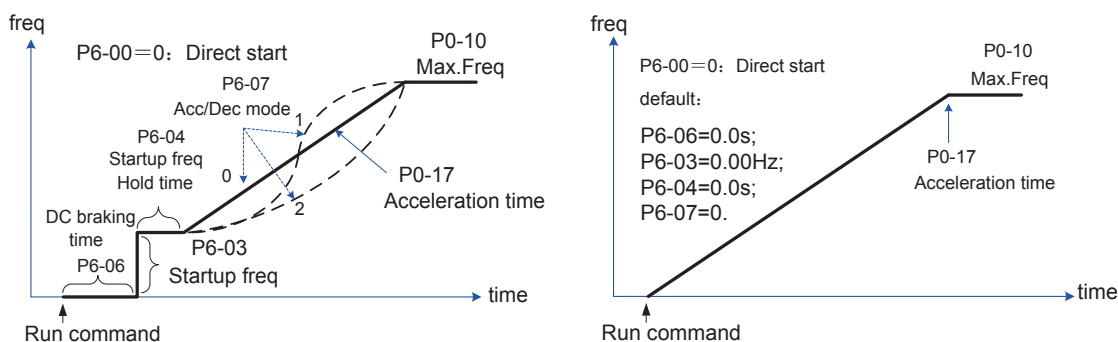 freq
P6-00＝0：Direct start
P0-10
Max.Freq
P6-07
Acc/Dec mode
1
P6-04
Startup freq
Hold time
0
2
P0-17
Acceleration time
DC braking
time
P6-06
P6-03
Startup freq
time
Run command
freq
P6-00＝0：Direct start
default：
P6-06=0.0s;
P6-03=0.00Hz;
P6-04=0.0s;
P6-07=0.
P0-10
Max.Freq
P0-17
Acceleration time
time
Run command